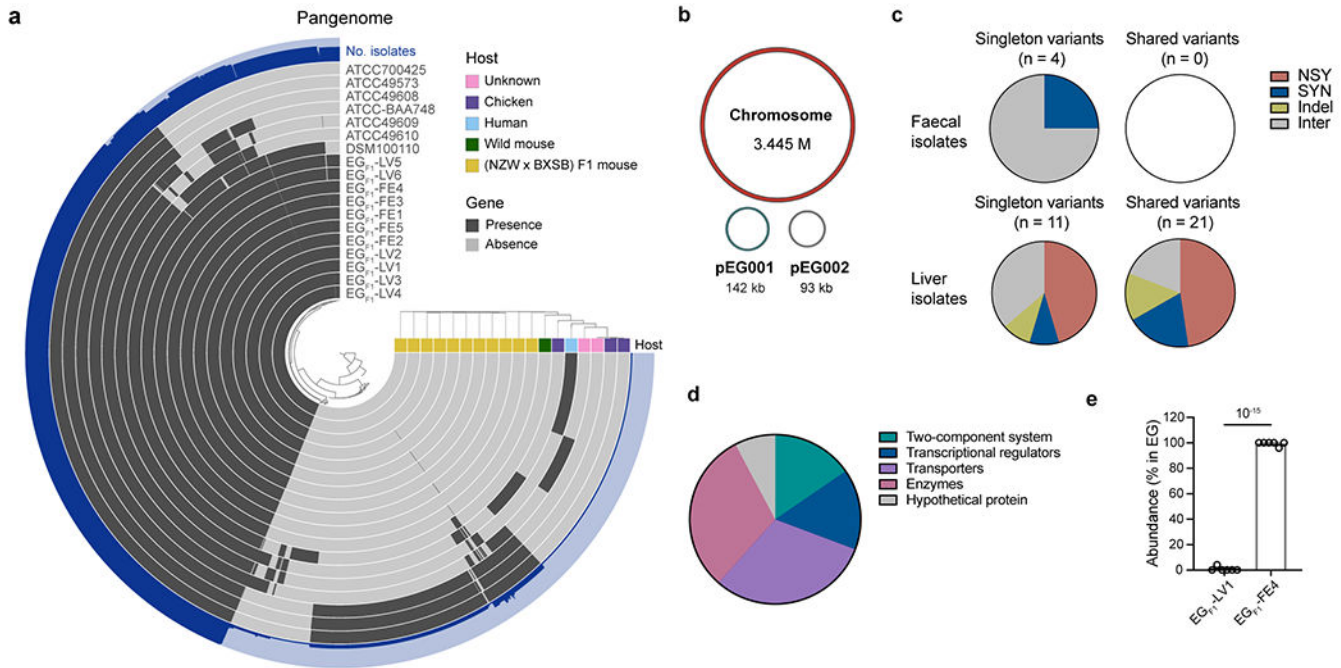 a
Pangenome
No. isolates
ATCC700425
ATCC49573
ATCC49608
ATCC-BAA748
ATCC49609
ATCC49610
DSM100110
EGF1-LV5
EGF1-LV6
EGF1-FE4
EGF1-FE3
EGF1-FE1
EGF1-FE5
EGF1-FE2
EGF1-LV2
EGF1-LV1
EGF1-LV3
EGF1-LV4
Host
Unknown
Chicken
Human
Wild mouse
(NZW x BXSB) F1 mouse
Gene
Presence
Absence
Host
b
Chromosome
3.445 M
pEG001
142 kb
pEG002
93 kb
c
Singleton variants
(n = 4)
Shared variants
(n = 0)
NSY
SYN
Indel
Inter
Faecal
isolates
Singleton variants
(n = 11)
Shared variants
(n = 21)
Liver
isolates
d
Two-component system
Transcriptional regulators
Transporters
Enzymes
Hypothetical protein
e
10-15
Abundance (% in EG)
120
100
80
60
40
20
0
EGF1-LV1
EGF1-FE4